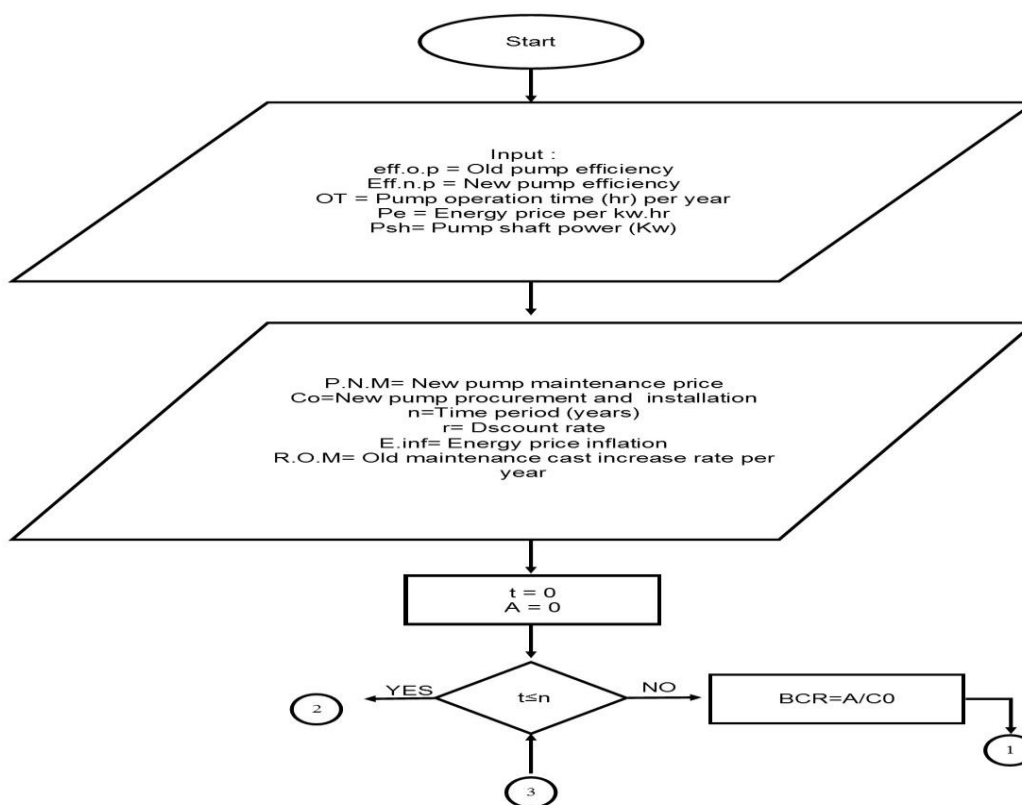 Start
Input :
eff.o.p = Old pump efficiency
Eff.n.p = New pump efficiency
OT = Pump operation time (hr) per year
Pe = Energy price per kw.hr
Psh= Pump shaft power (Kw)
P.N.M= New pump maintenance price
Co=New pump procurement and installation
n=Time period (years)
r= Dscount rate
E.inf= Energy price inflation
R.O.M= Old maintenance cast increase rate per
year
t = 0
A = 0
YES
t≤n
NO
BCR=A/C0
2
1
3